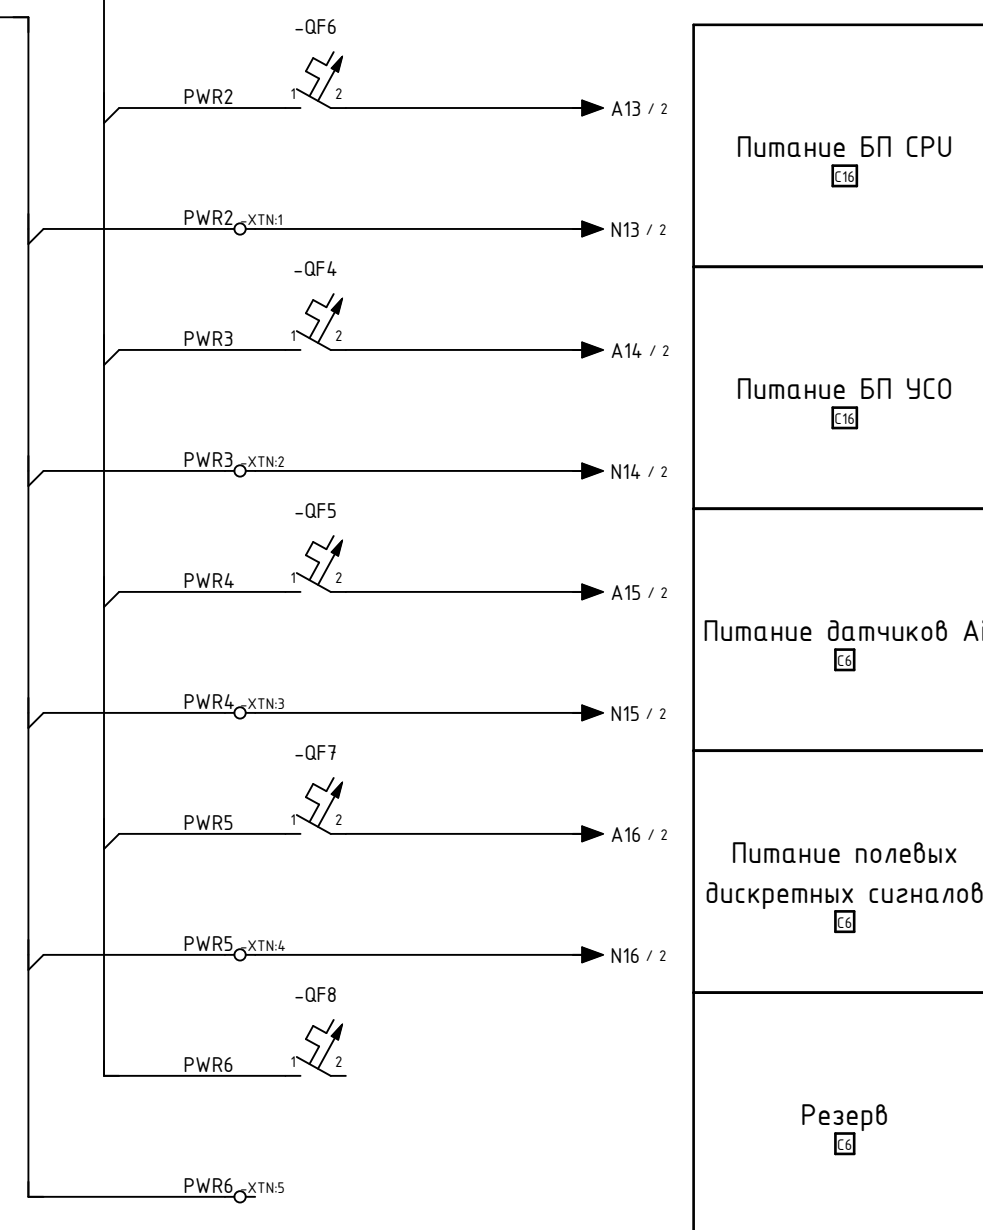 -QF6
PWR2
1 2
A13 / 2
Питание БП CPU
C16
PWR2
-XTN:1
N13 / 2
-QF4
PWR3
1 2
A14 / 2
Питание БП УСО
C16
PWR3
-XTN:2
N14 / 2
-QF5
PWR4
1 2
A15 / 2
Питание датчиков Ai
C6
PWR4
-XTN:3
N15 / 2
-QF7
PWR5
1 2
A16 / 2
Питание полевых
дискретных сигналов
C6
PWR5
-XTN:4
N16 / 2
-QF8
PWR6
1 2
Резерв
C6
PWR6
-XTN:5